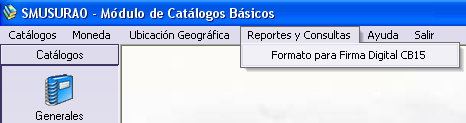 SMUSURA0 - Módulo de Catálogos Básicos
Catálogos Moneda Ubicación Geográfica Reportes y Consultas Ayuda Salir
Catálogos
Formato para Firma Digital CB15
Generales